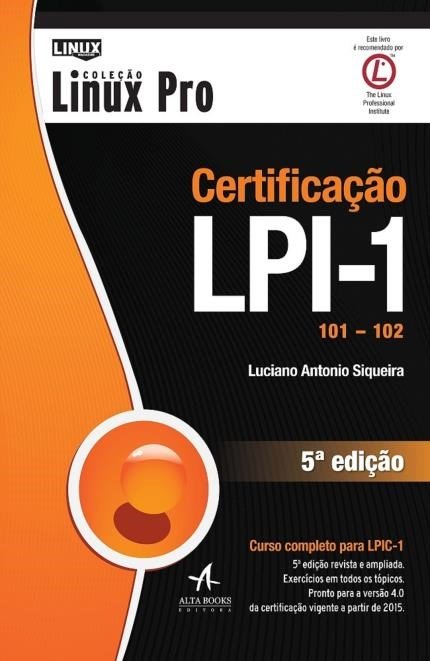 LINUX
MAGAZINE
COLEÇÃO
Linux Pro
Este livro
é recomendado por
TM
The Linux
Professional
Institute
Certificação
LPI-1
101 – 102
Luciano Antonio Siqueira
5ª edição
Curso completo para LPIC-1
5ª edição revista e ampliada.
Exercícios em todos os tópicos.
Pronto para a versão 4.0
da certificação vigente a partir de 2015.
ALTA BOOKS
EDITORA